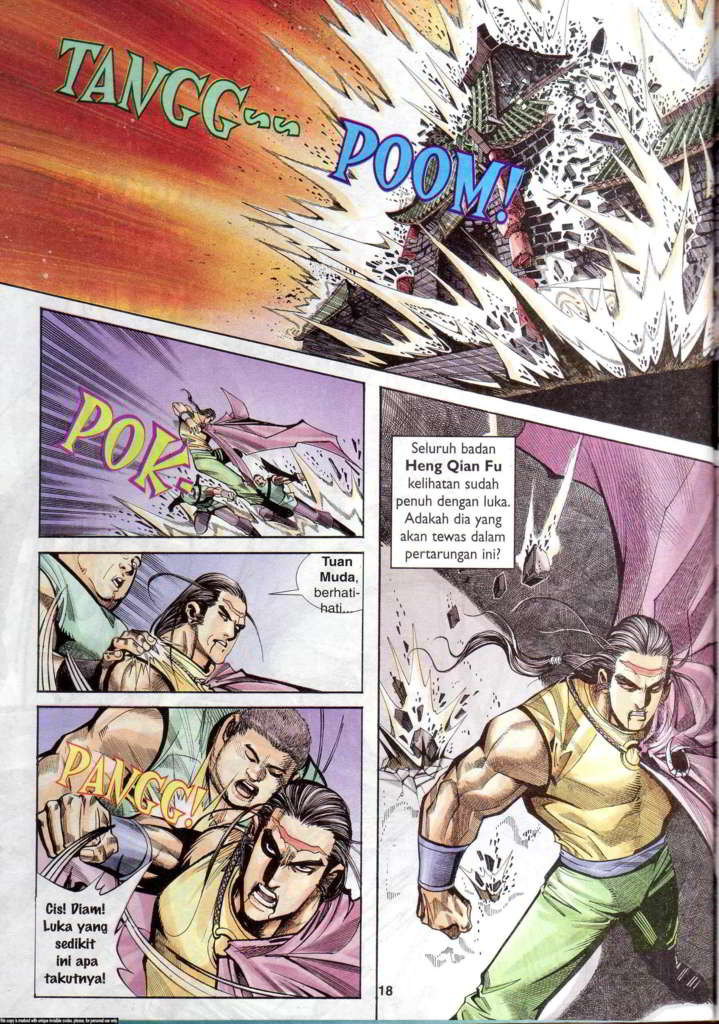 TANGGuu
POOM!
POK-
Seluruh badan
Heng Qian Fu
kelihatan sudah
penuh dengan luka.
Adakah dia yang
akan tewas dalam
pertarungan ini?
Tuan
Muda,
berhati-
hati...
PANGG!
Cis! Diam!
Luka yang
sedikit
ini apa
takutnya!
18